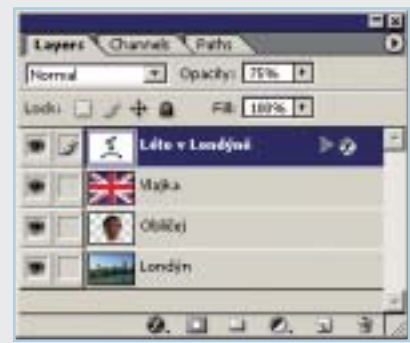 Layers Channels Paths
Normal Opacity: 75%
Lock: Fill: 100%
Léto v Londýně
Vlajka
Obličej
Londýn